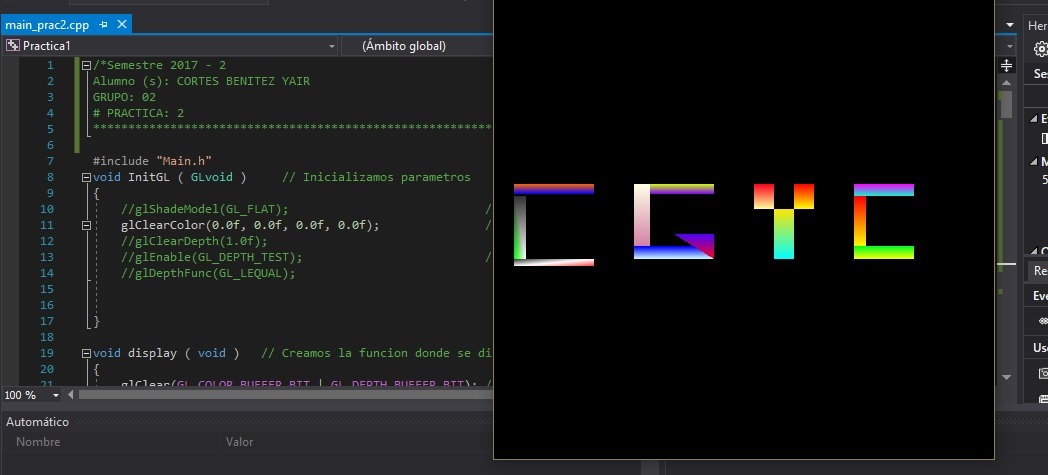 main_prac2.cpp
Practica1
(Ámbito global)
Her
1 /*Semestre 2017 - 2
2 Alumno (s): CORTES BENITEZ YAIR
3 GRUPO: 02
4 # PRACTICA: 2
5 *********************************************************
6
7 #include "Main.h"
8 void InitGL ( GLvoid )     // Inicializamos parametros
9 {
10 //glShadeModel(GL_FLAT); /
11 glClearColor(0.0f, 0.0f, 0.0f, 0.0f); /
12 //glClearDepth(1.0f);
13 //glEnable(GL_DEPTH_TEST); /
14 //glDepthFunc(GL_LEQUAL);
15
16
17 }
18
19 void display ( void )   // Creamos la funcion donde se di
20 {
21 glClear(GL_COLOR_BUFFER_BIT | GL_DEPTH_BUFFER_BIT); /
C G Y C
Ses
E
M
5
C
Re
Eve
Uso
100 %
Automático
Nombre Valor